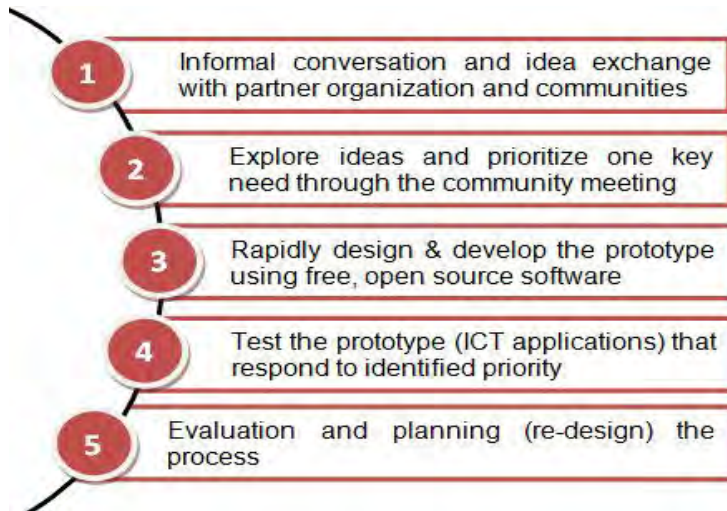 1
Informal conversation and idea exchange
with partner organization and communities
2
Explore ideas and prioritize one key
need through the community meeting
3
Rapidly design & develop the prototype
using free, open source software
4
Test the prototype (ICT applications) that
respond to identified priority
5
Evaluation and planning (re-design) the
process